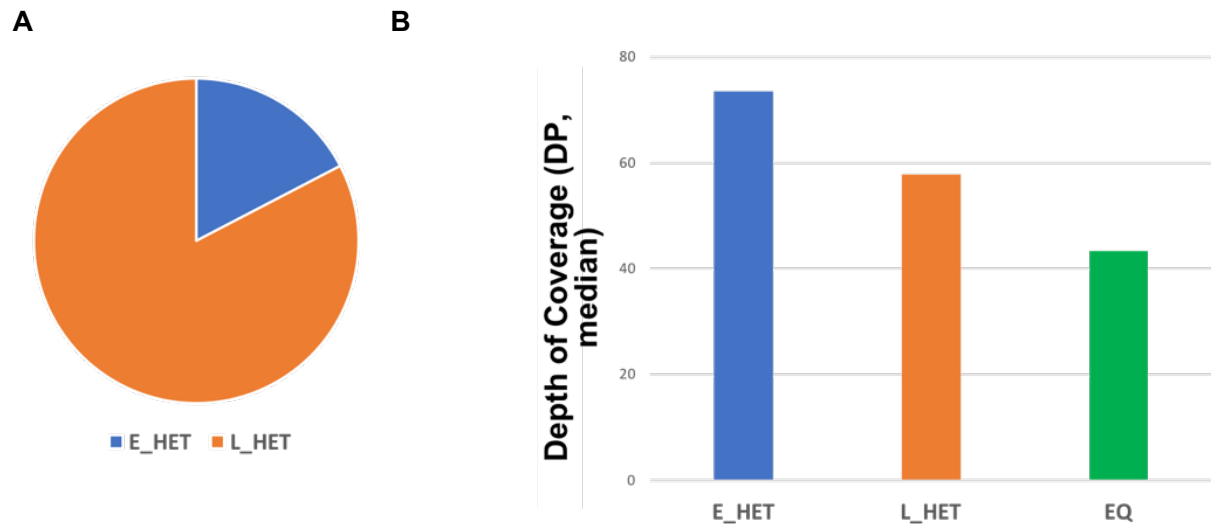 A
B
E_HET L_HET
Depth of Coverage (DP,
median)
80
60
40
20
0
E_HET L_HET EQ